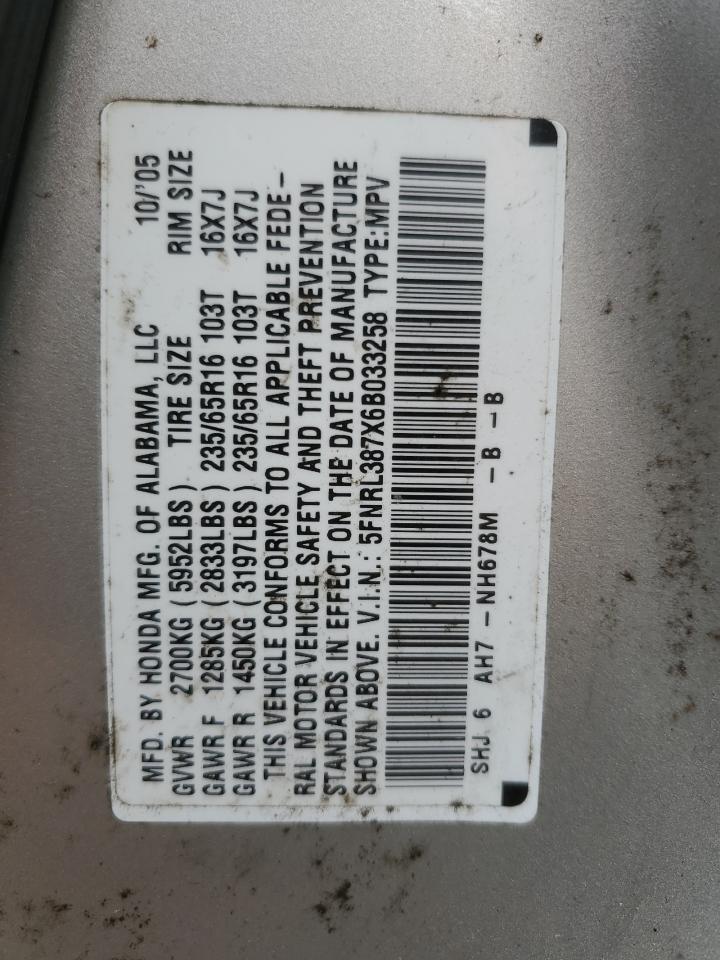 MFD. BY HONDA MFG. OF ALABAMA, LLC 10/'05
GVWR 2700KG ( 5952LBS ) TIRE SIZE RIM SIZE
GAWR F 1285KG ( 2833LBS ) 235/65R16 103T 16X7J
GAWR R 1450KG ( 3197LBS ) 235/65R16 103T 16X7J
THIS VEHICLE CONFORMS TO ALL APPLICABLE FEDE-
RAL MOTOR VEHICLE SAFETY AND THEFT PREVENTION
STANDARDS IN EFFECT ON THE DATE OF MANUFACTURE
SHOWN ABOVE. V.I.N.: 5FNRL387X6B033258 TYPE:MPV
SHJ 6 AH7 - NH678M - B - B